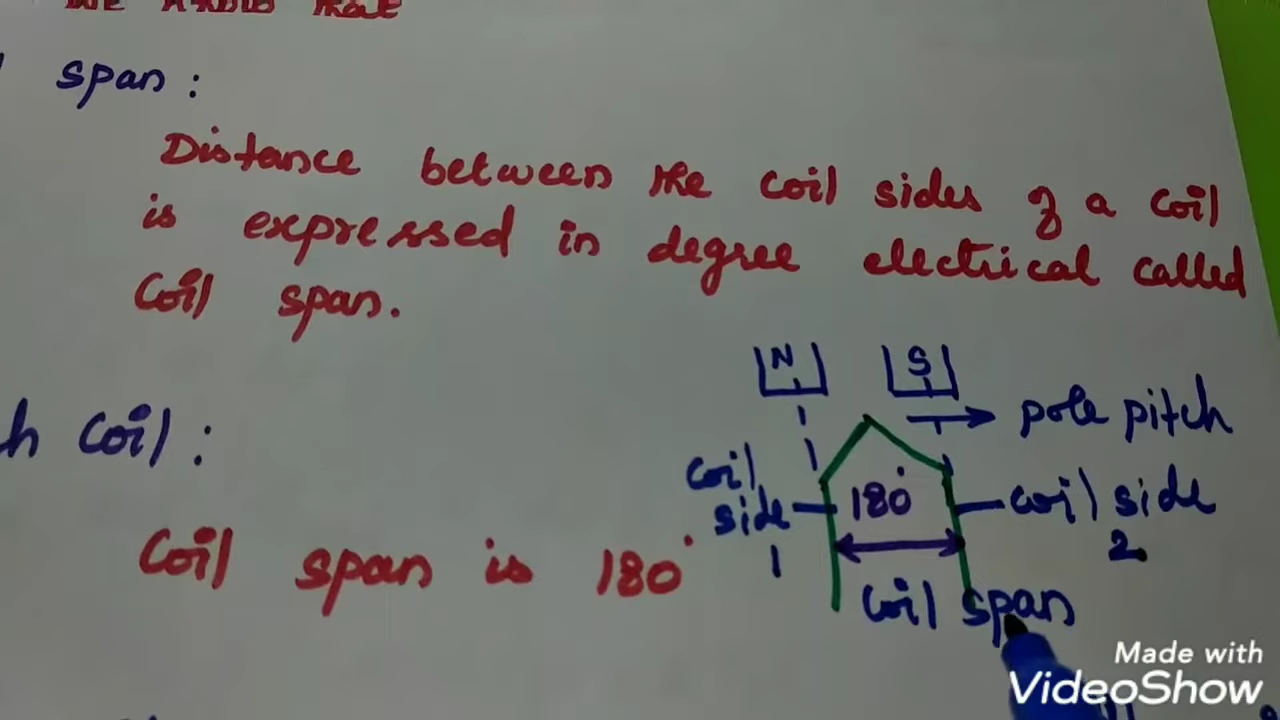 span :
Distance between the coil sides of a coil
is expressed in degree electrical called
Coil span.
N S
pole pitch
h Coil :
coil side 1
180°
coil side 2
Coil span is 180°
Coil span
Made with
VideoShow